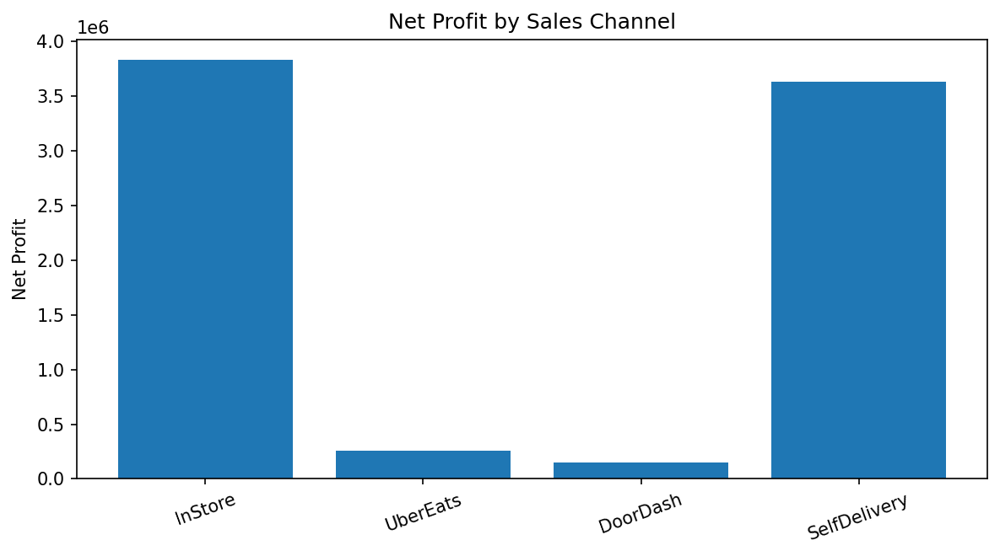 Net Profit by Sales Channel
1e6
4.0
3.5
3.0
2.5
2.0
1.5
1.0
0.5
0.0
Net Profit
InStore
UberEats
DoorDash
SelfDelivery